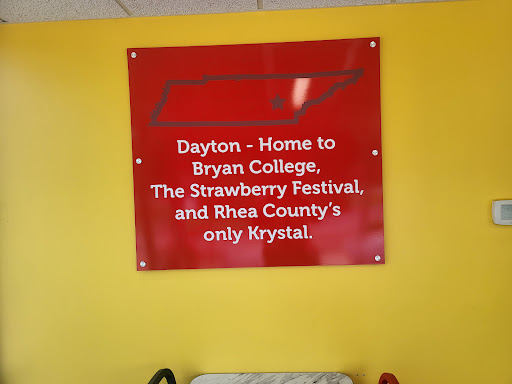 Dayton - Home to
Bryan College,
The Strawberry Festival,
and Rhea County's
only Krystal.